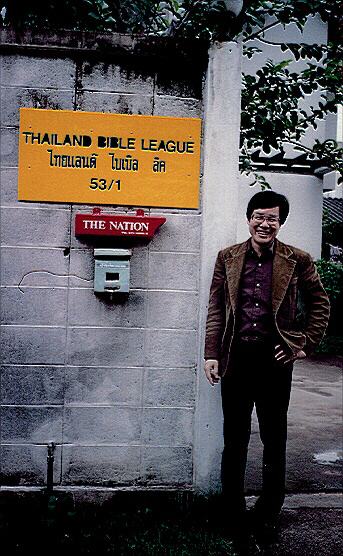 THAILAND BIBLE LEAGUE
ไทยแลนด์ ไบเบิล ลีค
53/1
THE NATION